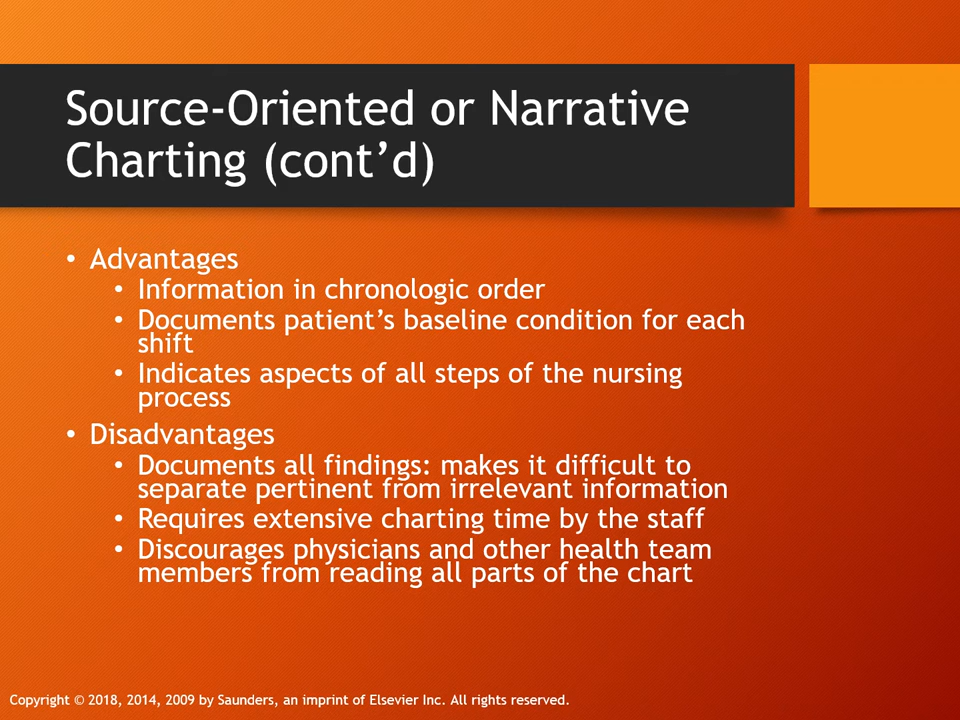 Source-Oriented or Narrative
Charting (cont’d)
• Advantages
• Information in chronologic order
• Documents patient’s baseline condition for each
shift
• Indicates aspects of all steps of the nursing
process
• Disadvantages
• Documents all findings: makes it difficult to
separate pertinent from irrelevant information
• Requires extensive charting time by the staff
• Discourages physicians and other health team
members from reading all parts of the chart
Copyright © 2018, 2014, 2009 by Saunders, an imprint of Elsevier Inc. All rights reserved.